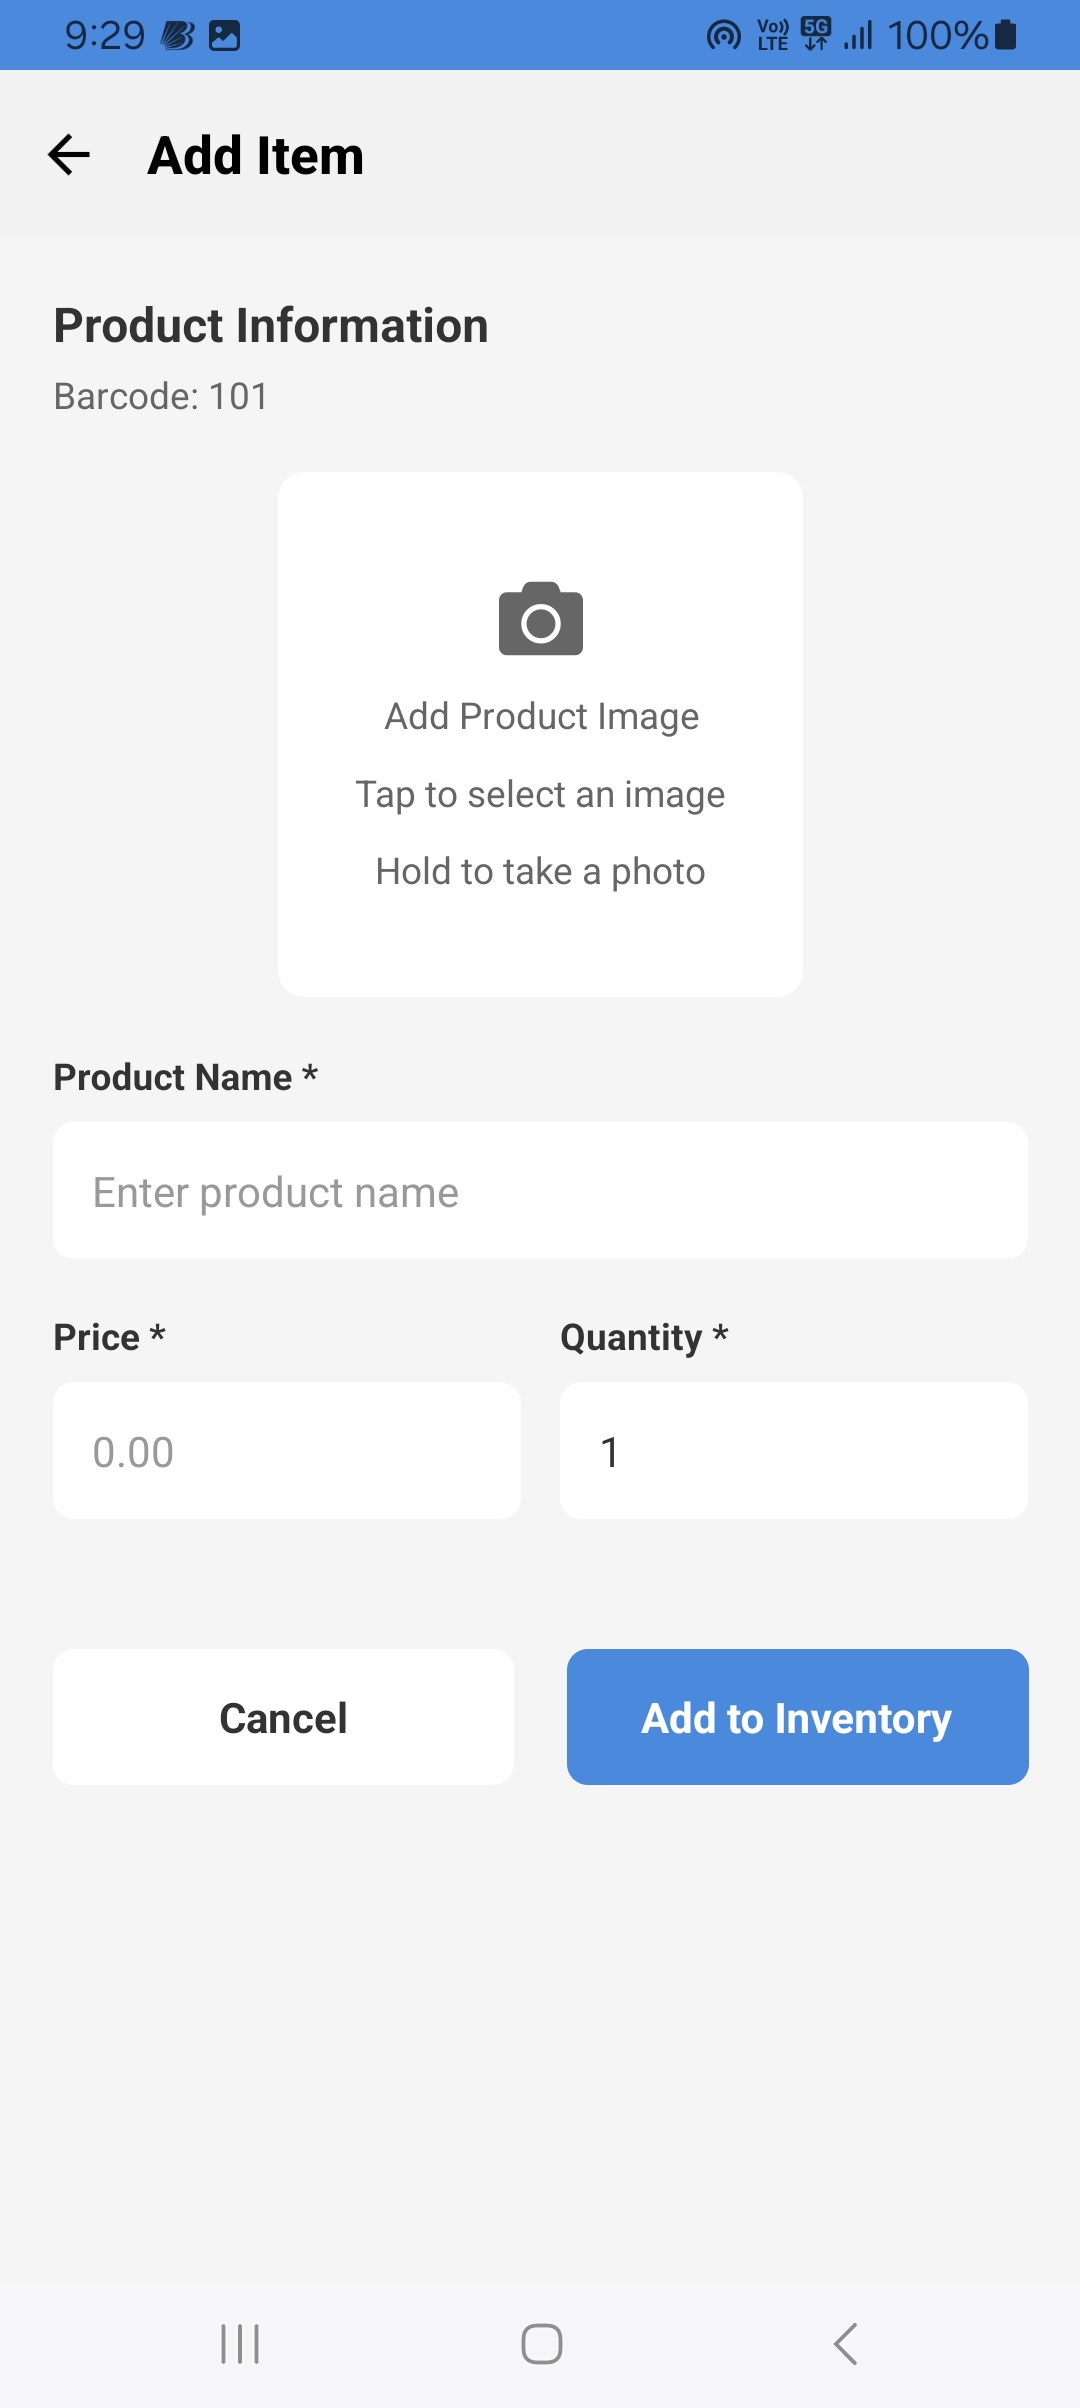 9:29 Vo)) LTE 5G 100%
Add Item
Product Information
Barcode: 101
Add Product Image
Tap to select an image
Hold to take a photo
Product Name *
Enter product name
Price * Quantity *
0.00 1
Cancel Add to Inventory